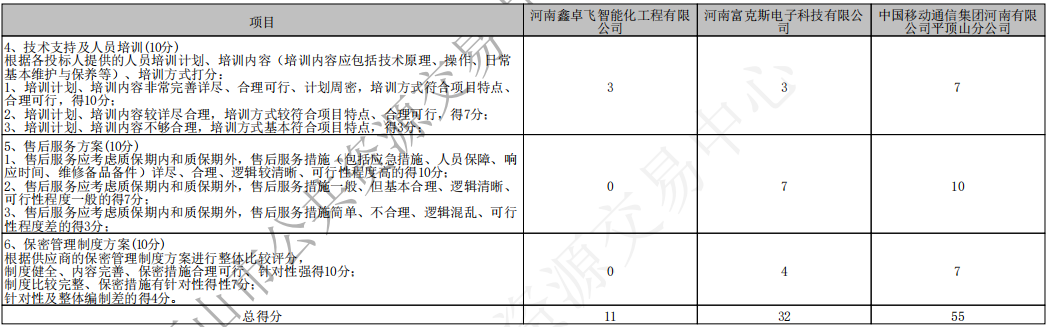 项目
河南鑫卓飞智能化工程有限公司
河南富克斯电子科技有限公司
中国移动通信集团河南有限公司平顶山分公司
4、技术支持及人员培训(10分)
根据各投标人提供的人员培训计划、培训内容（培训内容应包括技术原理、操作、日常
基本维护与保养等）、培训方式打分;
1、培训计划、培训内容非常完善详尽、合理可行、计划周密，培训方式符合项目特点、
合理可行，得10分;
2、培训计划、培训内容较详尽合理，培训方式较符合项目特点、合理可行，得7分;
3、培训计划、培训内容不够合理，培训方式基本符合项目特点，得3分;
3
3
7
5、售后服务方案(10分)
1、售后服务应考虑质保期内和质保期外，售后服务措施（包括应急措施、人员保障、响
应时间、维修备品备件）详尽、合理、逻辑较清晰、可行性程度高的得10分;
2、售后服务应考虑质保期内和质保期外，售后服务措施一般、但基本合理、逻辑清晰、
可行性程度一般的得7分;
3、售后服务应考虑质保期内和质保期外，售后服务措施简单、不合理、逻辑混乱、可行
性程度差的得3分;
0
7
10
6、保密管理制度方案(10分)
根据供应商的保密管理制度方案进行整体比较评分，
制度健全、内容完善、保密措施合理可行、针对性强得10分;
制度比较完整、保密措施有针对性得性7分;
针对性及整体编制差的得4分。
0
4
7
总得分
11
32
55
山市公共资源交易中心
资源交易中心